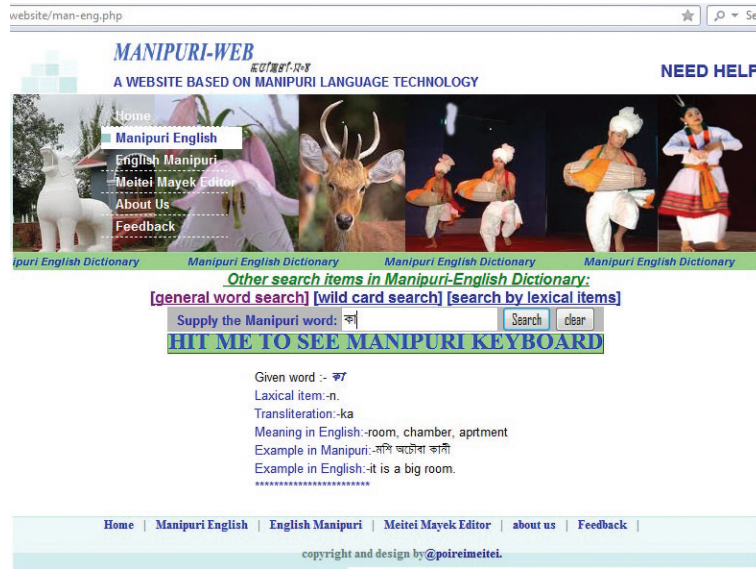 website/man-eng.php
Se
MANIPURI-WEB
A WEBSITE BASED ON MANIPURI LANGUAGE TECHNOLOGY
NEED HELP
Home
Manipuri English
English Manipuri
Meitei Mayek Editor
About Us
Feedback
ipuri English Dictionary Manipuri English Dictionary Manipuri English Dictionary Manipuri English Dictionary
Other search items in Manipuri-English Dictionary:
[general word search] [wild card search] [search by lexical items]
Supply the Manipuri word: কা Search clear
HIT ME TO SEE MANIPURI KEYBOARD
Given word :- কা
Laxical item:-n.
Transliteration:-ka
Meaning in English:-room, chamber, aprtment
Example in Manipuri:-মশি অচৌবা কানী
Example in English:-it is a big room.
************************
Home | Manipuri English | English Manipuri | Meitei Mayek Editor | about us | Feedback |
copyright and design by@poireimeitei.